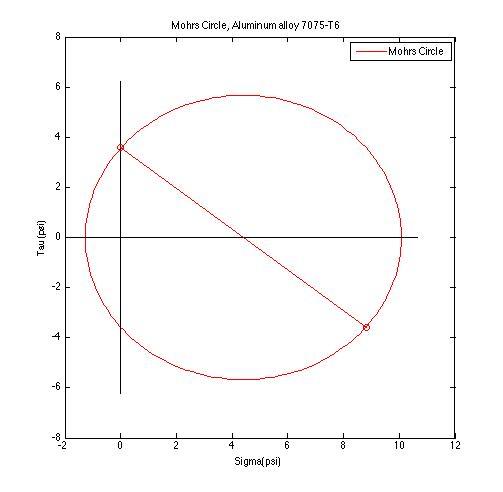 Mohrs Circle, Aluminum alloy 7075-T6
Mohrs Circle
8
6
4
2
0
-2
-4
-6
-8
Tau (psi)
-2 0 2 4 6 8 10 12
Sigma(psi)